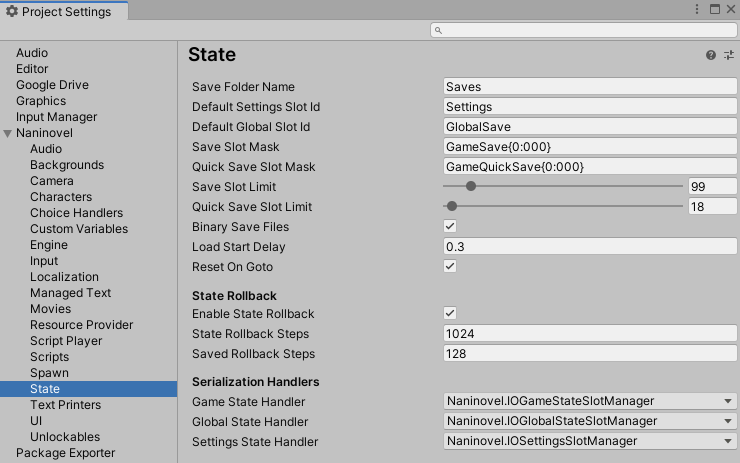 Project Settings
Audio
Editor
Google Drive
Graphics
Input Manager
Naninovel
Audio
Backgrounds
Camera
Characters
Choice Handlers
Custom Variables
Engine
Input
Localization
Managed Text
Movies
Resource Provider
Script Player
Scripts
Spawn
State
Text Printers
UI
Unlockables
Package Exporter
State
Save Folder Name Saves
Default Settings Slot Id Settings
Default Global Slot Id GlobalSave
Save Slot Mask GameSave{0:000}
Quick Save Slot Mask GameQuickSave{0:000}
Save Slot Limit 99
Quick Save Slot Limit 18
Binary Save Files
Load Start Delay 0.3
Reset On Goto
State Rollback
Enable State Rollback
State Rollback Steps 1024
Saved Rollback Steps 128
Serialization Handlers
Game State Handler Naninovel.IOGameStateSlotManager
Global State Handler Naninovel.IOGlobalStateSlotManager
Settings State Handler Naninovel.IOSettingsSlotManager